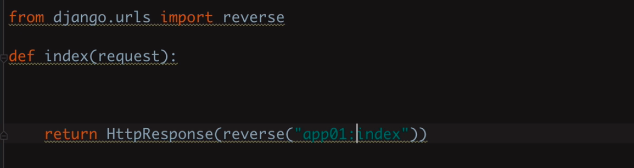 from django.urls import reverse
def index(request):
return HttpResponse(reverse("app01:index"))